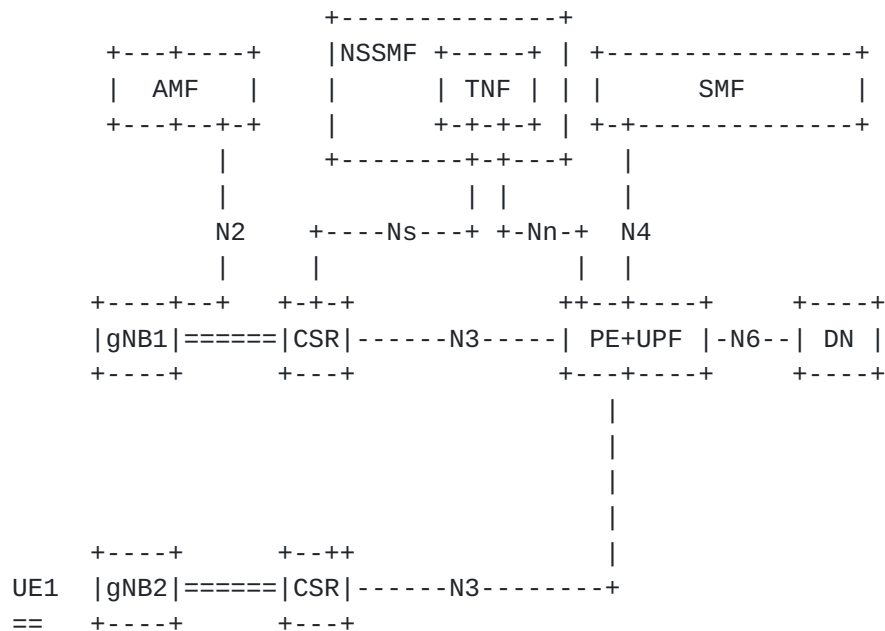 NSSMF
AMF TNF SMF
N2 Ns Nn N4
gNB1 CSR N3 PE+UPF N6 DN
UE1 gNB2 CSR N3